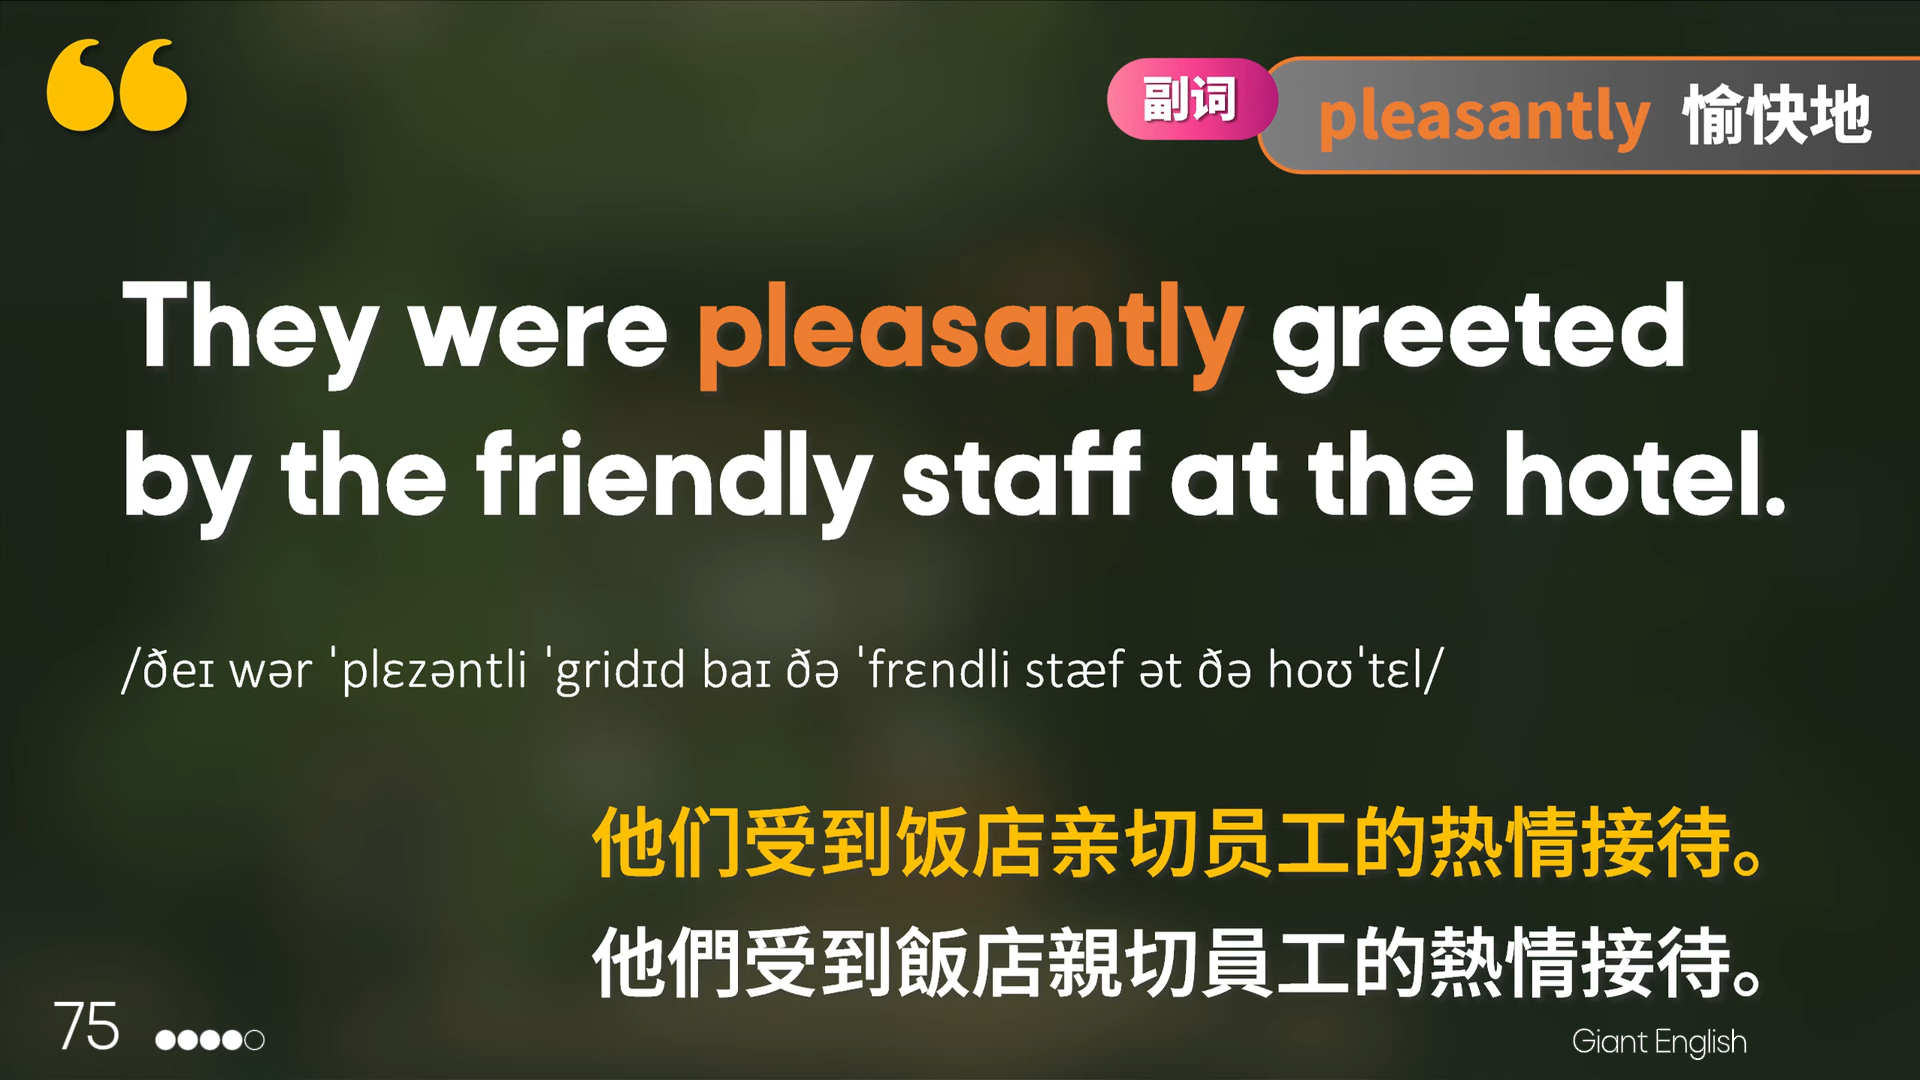 副词
pleasantly 愉快地
They were pleasantly greeted
by the friendly staff at the hotel.
/ðeɪ wər ˈplɛzəntli ˈgridɪd baɪ ðə ˈfrɛndli stæf ət ðə hoʊˈtɛl/
他们受到饭店亲切员工的热情接待。
他們受到飯店親切員工的熱情接待。
75
Giant English